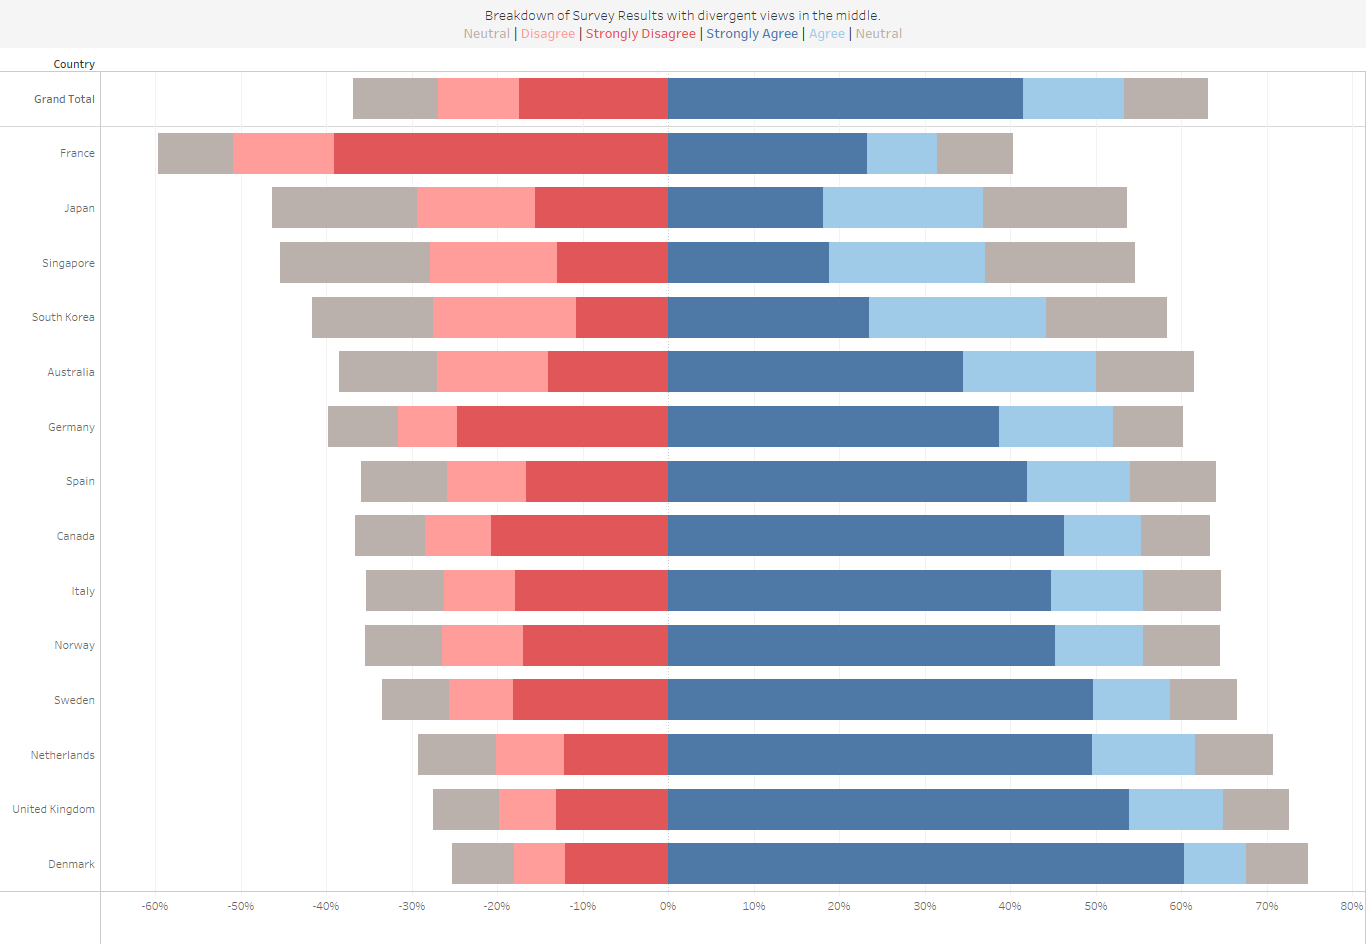 Breakdown of Survey Results with divergent views in the middle.
Neutral | Disagree | Strongly Disagree | Strongly Agree | Agree | Neutral
Country
Grand Total
France
Japan
Singapore
South Korea
Australia
Germany
Spain
Canada
Italy
Norway
Sweden
Netherlands
United Kingdom
Denmark
-60% -50% -40% -30% -20% -10% 0% 10% 20% 30% 40% 50% 60% 70% 80%